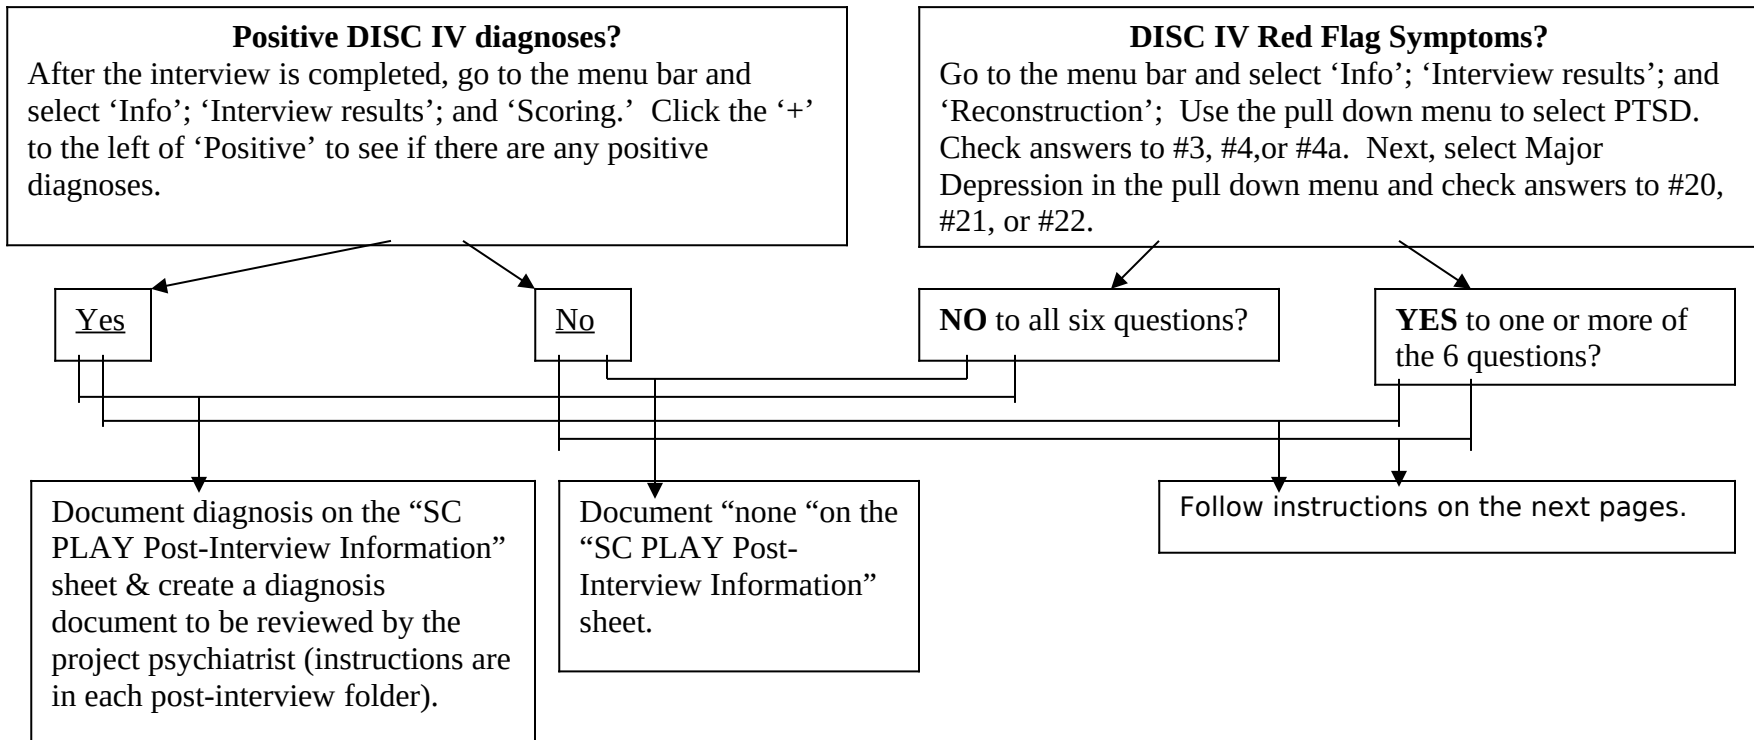 Positive DISC IV diagnoses?
After the interview is completed, go to the menu bar and
select ‘Info’; ‘Interview results’; and ‘Scoring.’  Click the ‘+’
to the left of ‘Positive’ to see if there are any positive
diagnoses.
DISC IV Red Flag Symptoms?
Go to the menu bar and select ‘Info’; ‘Interview results’; and
‘Reconstruction’;  Use the pull down menu to select PTSD.
Check answers to #3, #4,or #4a.  Next, select Major
Depression in the pull down menu and check answers to #20,
#21, or #22.
Yes
No
NO to all six questions?
YES to one or more of
the 6 questions?
Document diagnosis on the “SC
PLAY Post-Interview Information”
sheet & create a diagnosis
document to be reviewed by the
project psychiatrist (instructions are
in each post-interview folder).
Document “none “on the
“SC PLAY Post-
Interview Information”
sheet.
Follow instructions on the next pages.